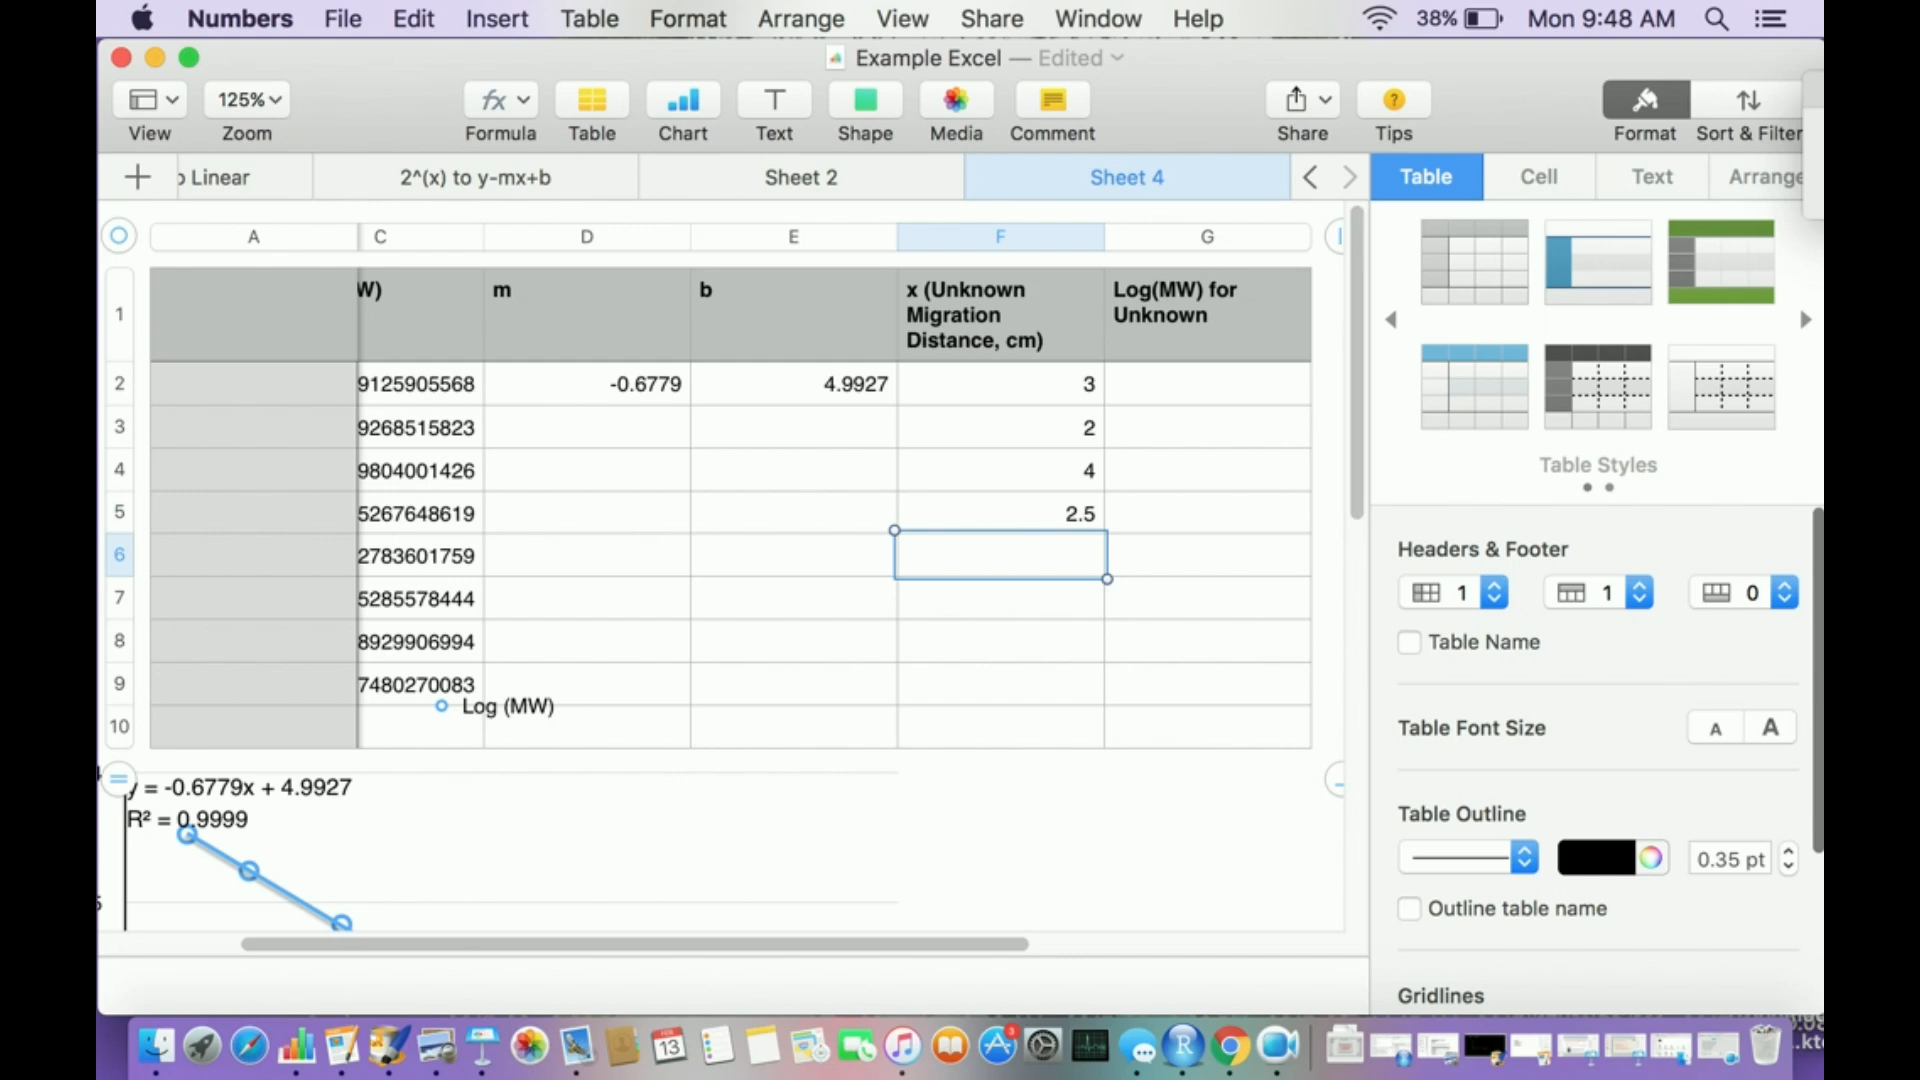 Numbers File Edit Insert Table Format Arrange View Share Window Help 38% Mon 9:48 AM
Example Excel — Edited
125%
View Zoom Formula Table Chart Text Shape Media Comment Share Tips Format Sort & Filter
Linear 2^(x) to y-mx+b Sheet 2 Sheet 4 Table Cell Text Arrange
A C D E F G
1 W) m b x (Unknown Migration Distance, cm) Log(MW) for Unknown
2 9125905568 -0.6779 4.9927 3
3 9268515823 2
4 9804001426 4
5 5267648619 2.5
6 2783601759
7 5285578444
8 8929906994
9 7480270083
Log (MW)
10
y = -0.6779x + 4.9927
R² = 0.9999
Table Styles
Headers & Footer
1 1 0
Table Name
Table Font Size A A
Table Outline
0.35 pt
Outline table name
Gridlines
13
3
R